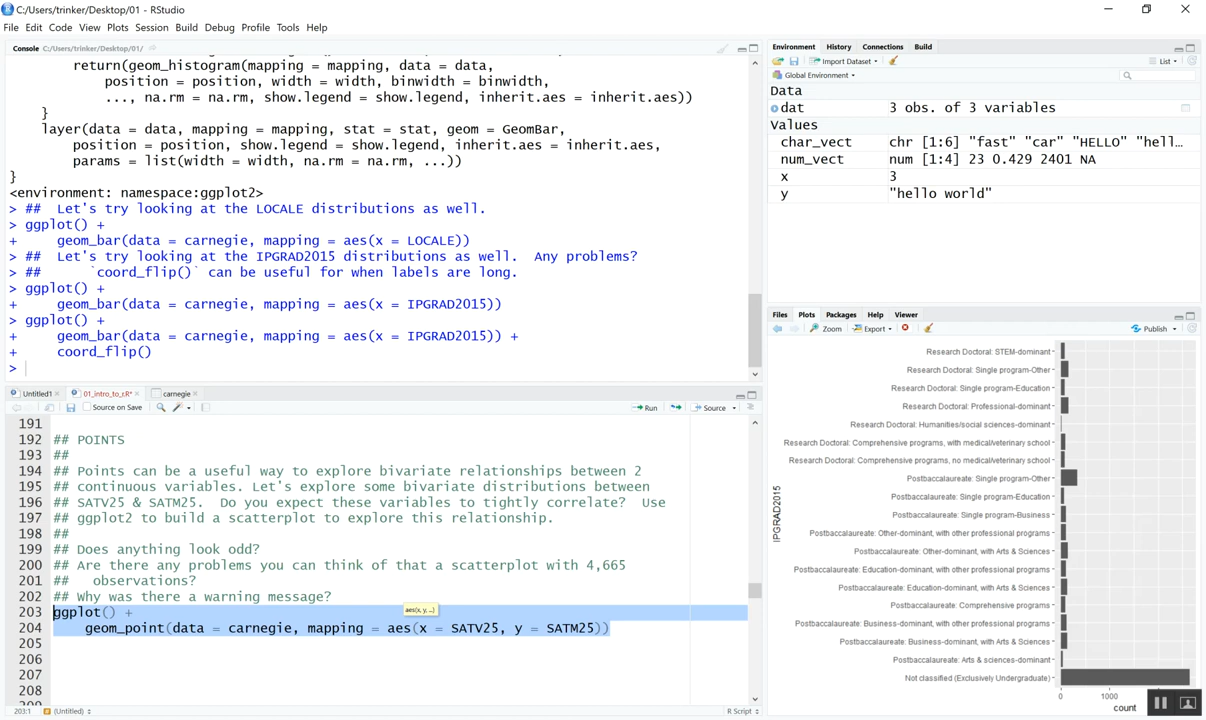 C:/Users/trinker/Desktop/01 - RStudio
File Edit Code View Plots Session Build Debug Profile Tools Help
Console C:/Users/trinker/Desktop/01/
return(geom_histogram(mapping = mapping, data = data,
position = position, width = width, binwidth = binwidth,
..., na.rm = na.rm, show.legend = show.legend, inherit.aes = inherit.aes))
}
layer(data = data, mapping = mapping, stat = stat, geom = GeomBar,
position = position, show.legend = show.legend, inherit.aes = inherit.aes,
params = list(width = width, na.rm = na.rm, ...))
}
<environment: namespace:ggplot2>
> ## Let's try looking at the LOCALE distributions as well.
> ggplot() +
+ geom_bar(data = carnegie, mapping = aes(x = LOCALE))
> ## Let's try looking at the IPGRAD2015 distributions as well. Any problems?
> ## `coord_flip()` can be useful for when labels are long.
> ggplot() +
+ geom_bar(data = carnegie, mapping = aes(x = IPGRAD2015))
> ggplot() +
+ geom_bar(data = carnegie, mapping = aes(x = IPGRAD2015)) +
+ coord_flip()
>
Untitled1 01_intro_to_r.R* carnegie
Source on Save Run Source
191
192 ## POINTS
193 ##
194 ## Points can be a useful way to explore bivariate relationships between 2
195 ## continuous variables. Let's explore some bivariate distributions between
196 ## SATV25 & SATM25. Do you expect these variables to tightly correlate? Use
197 ## ggplot2 to build a scatterplot to explore this relationship.
198 ##
199 ## Does anything look odd?
200 ## Are there any problems you can think of that a scatterplot with 4,665
201 ## observations?
202 ## Why was there a warning message?
aes(x, y, ...)
203 ggplot() +
204 geom_point(data = carnegie, mapping = aes(x = SATV25, y = SATM25))
205
206
207
208
203:1 (Untitled) R Script
Environment History Connections Build
Import Dataset List
Global Environment
Data
dat 3 obs. of 3 variables
Values
char_vect chr [1:6] "fast" "car" "HELLO" "hell…
num_vect num [1:4] 23 0.429 2401 NA
x 3
y "hello world"
Files Plots Packages Help Viewer
Zoom Export Publish
Research Doctoral: STEM-dominant
Research Doctoral: Single program-Other
Research Doctoral: Single program-Education
Research Doctoral: Professional-dominant
Research Doctoral: Humanities/social sciences-dominant
Research Doctoral: Comprehensive programs, with medical/veterinary school
Research Doctoral: Comprehensive programs, no medical/veterinary school
Postbaccalaureate: Single program-Other
Postbaccalaureate: Single program-Education
Postbaccalaureate: Single program-Business
Postbaccalaureate: Other-dominant, with other professional programs
Postbaccalaureate: Other-dominant, with Arts & Sciences
Postbaccalaureate: Education-dominant, with other professional programs
Postbaccalaureate: Education-dominant, with Arts & Sciences
Postbaccalaureate: Comprehensive programs
Postbaccalaureate: Business-dominant, with other professional programs
Postbaccalaureate: Business-dominant, with Arts & Sciences
Postbaccalaureate: Arts & sciences-dominant
Not classified (Exclusively Undergraduate)
IPGRAD2015
0 1000
count